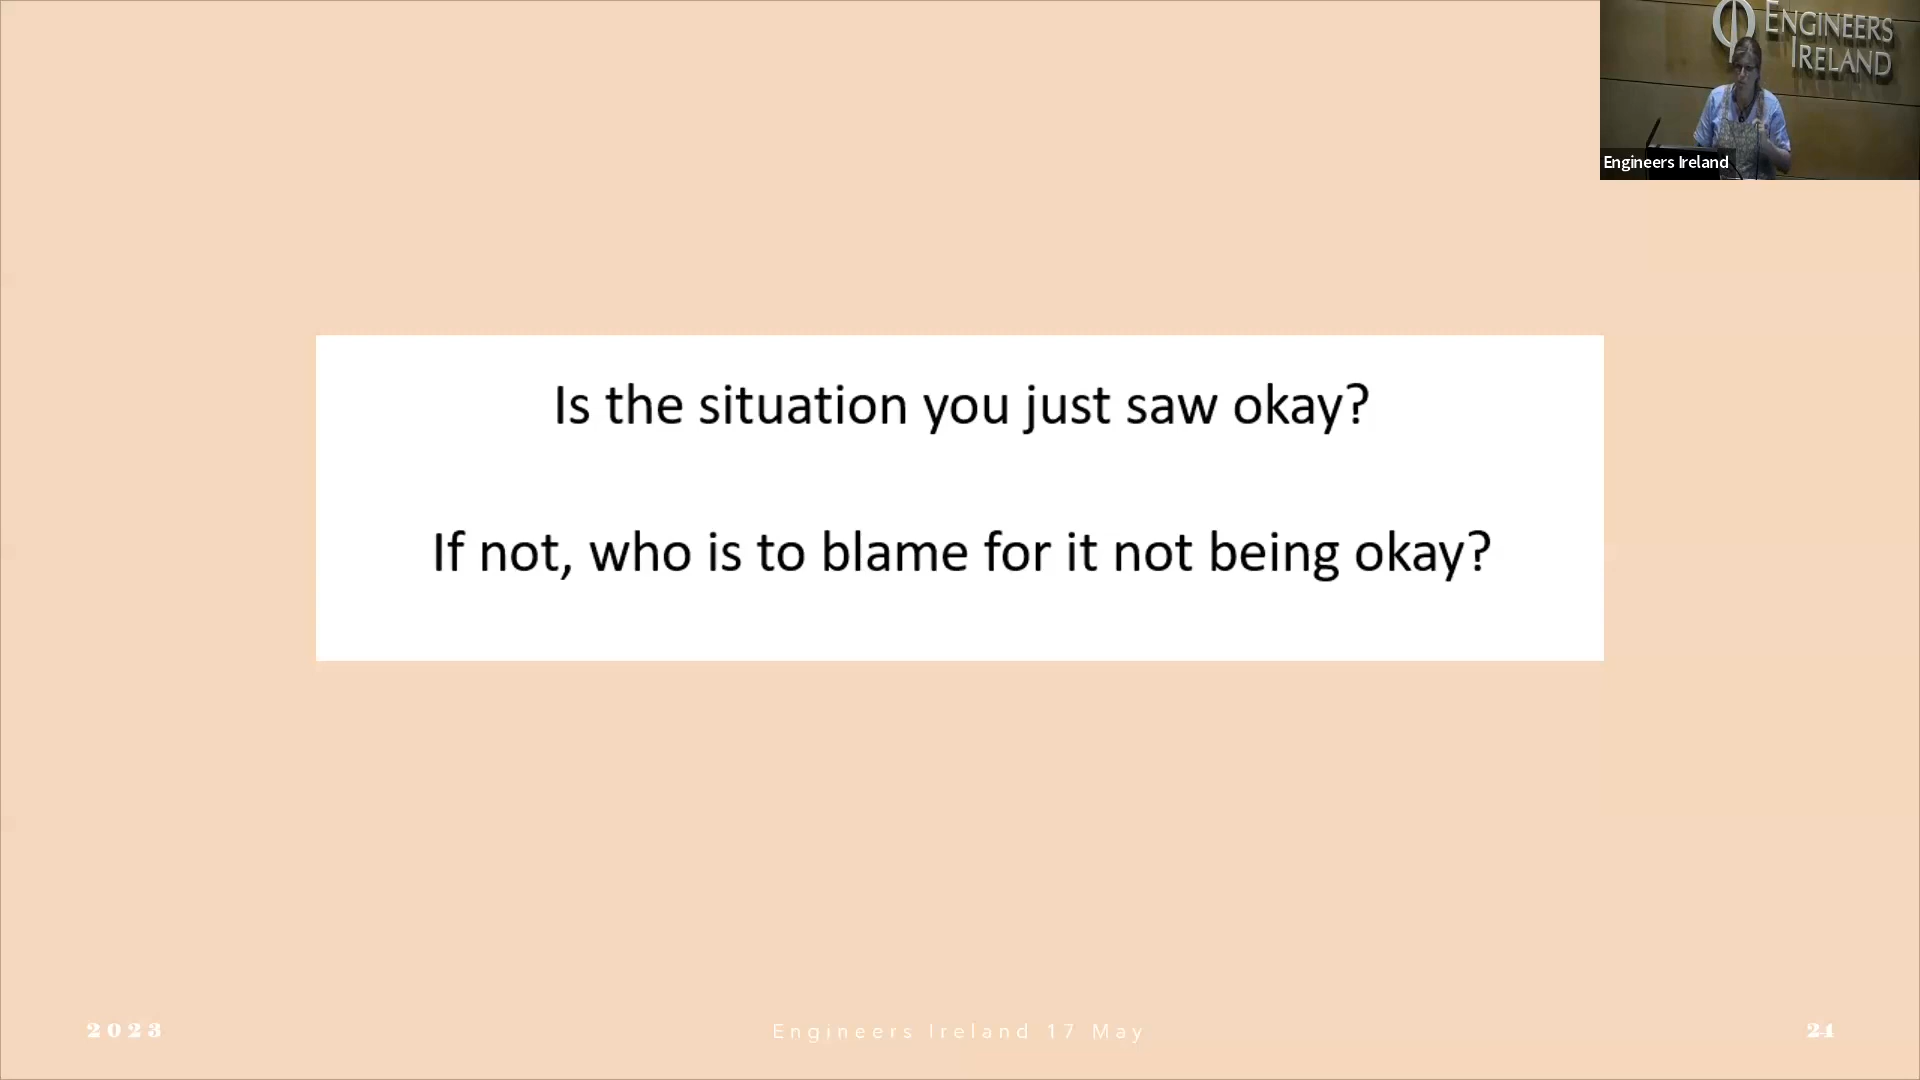 ENGINEERS
IRELAND
Engineers Ireland
Is the situation you just saw okay?
If not, who is to blame for it not being okay?
2023
Engineers Ireland 17 May
24